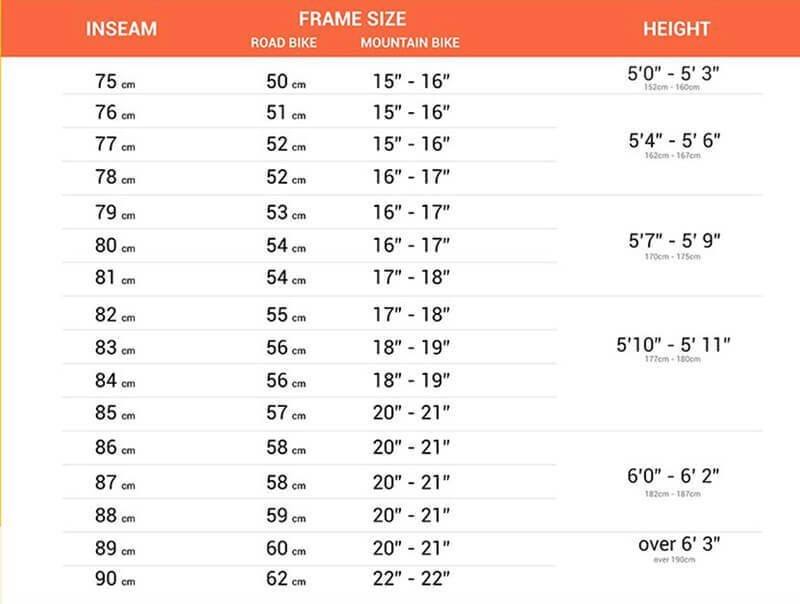 INSEAM FRAME SIZE HEIGHT
ROAD BIKE MOUNTAIN BIKE
75 cm 50 cm 15" - 16" 5'0" - 5' 3"
152cm - 160cm
76 cm 51 cm 15" - 16"
77 cm 52 cm 15" - 16" 5'4" - 5' 6"
162cm - 167cm
78 cm 52 cm 16" - 17"
79 cm 53 cm 16" - 17"
80 cm 54 cm 16" - 17" 5'7" - 5' 9"
170cm - 175cm
81 cm 54 cm 17" - 18"
82 cm 55 cm 17" - 18"
83 cm 56 cm 18" - 19" 5'10" - 5' 11"
177cm - 180cm
84 cm 56 cm 18" - 19"
85 cm 57 cm 20" - 21"
86 cm 58 cm 20" - 21"
87 cm 58 cm 20" - 21" 6'0" - 6' 2"
182cm - 187cm
88 cm 59 cm 20" - 21"
89 cm 60 cm 20" - 21" over 6' 3"
over 190cm
90 cm 62 cm 22" - 22"